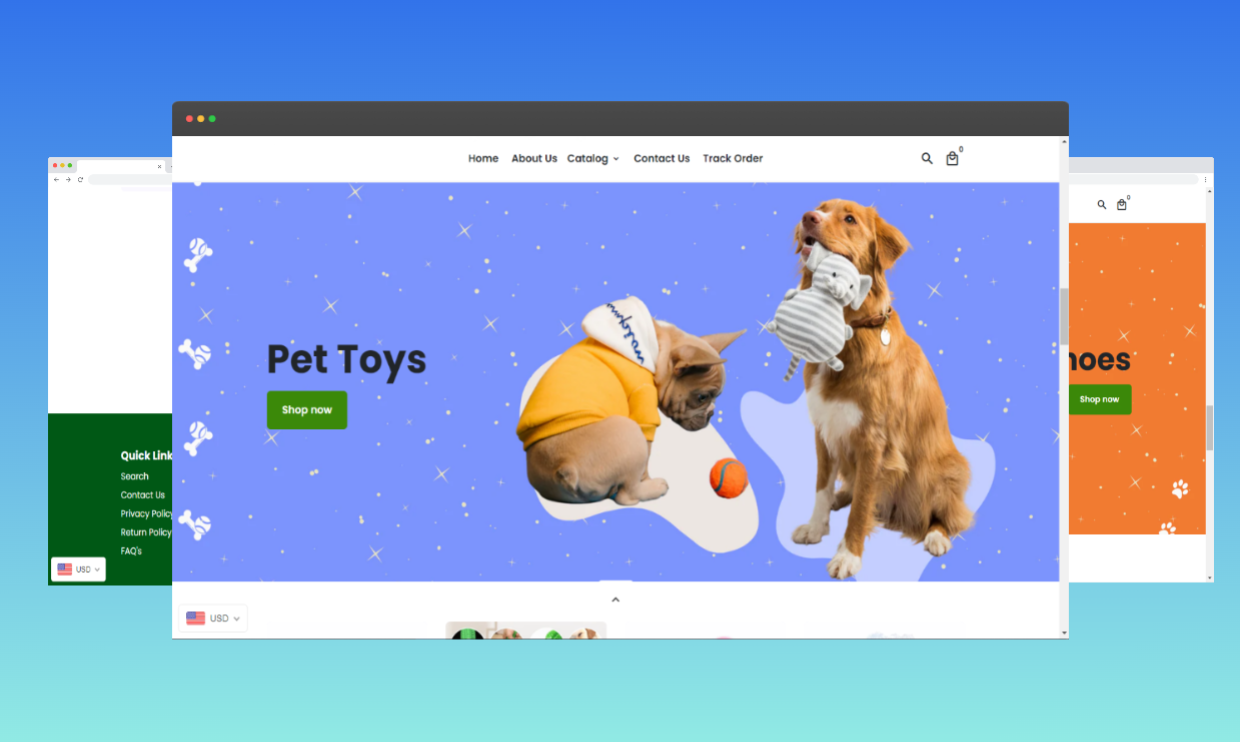 Home About Us Catalog Contact Us Track Order
0
Pet Toys
Shop now
USD
Quick Link
Search
Contact Us
Privacy Policy
Return Policy
FAQ's
USD
0
hoes
Shop now